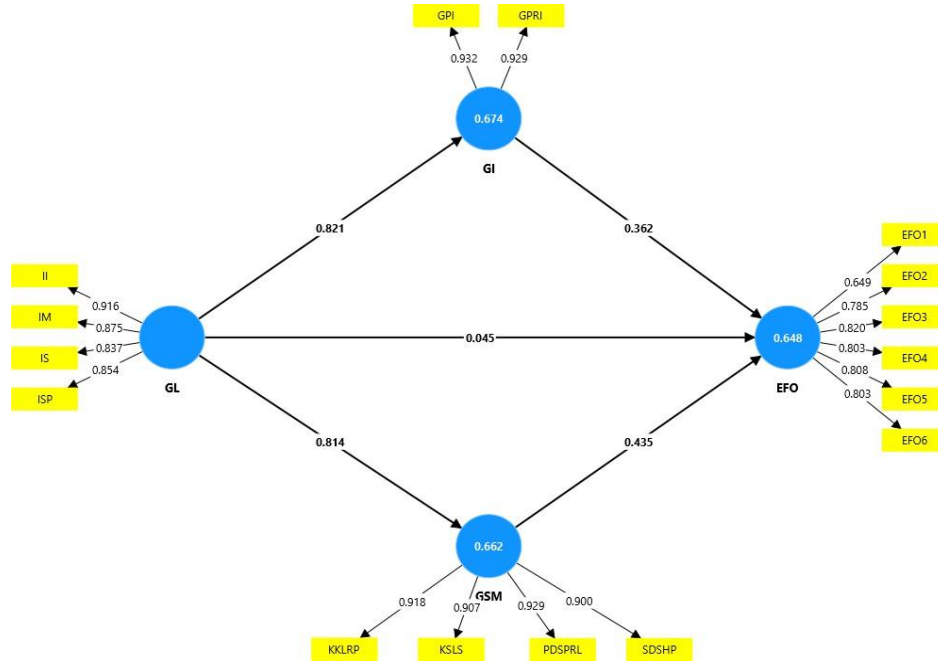 GPI
GPRI
0.932
0.929
0.674
GI
0.821
0.362
EFO1
EFO2
EFO3
EFO4
EFO5
EFO6
0.649
0.785
0.820
0.803
0.808
0.803
II
IM
IS
ISP
0.916
0.875
0.837
0.854
GL
0.045
0.648
EFO
0.814
0.435
0.662
GSM
0.918
0.907
0.929
0.900
KKLRP
KSLS
PDSPRL
SDSHP